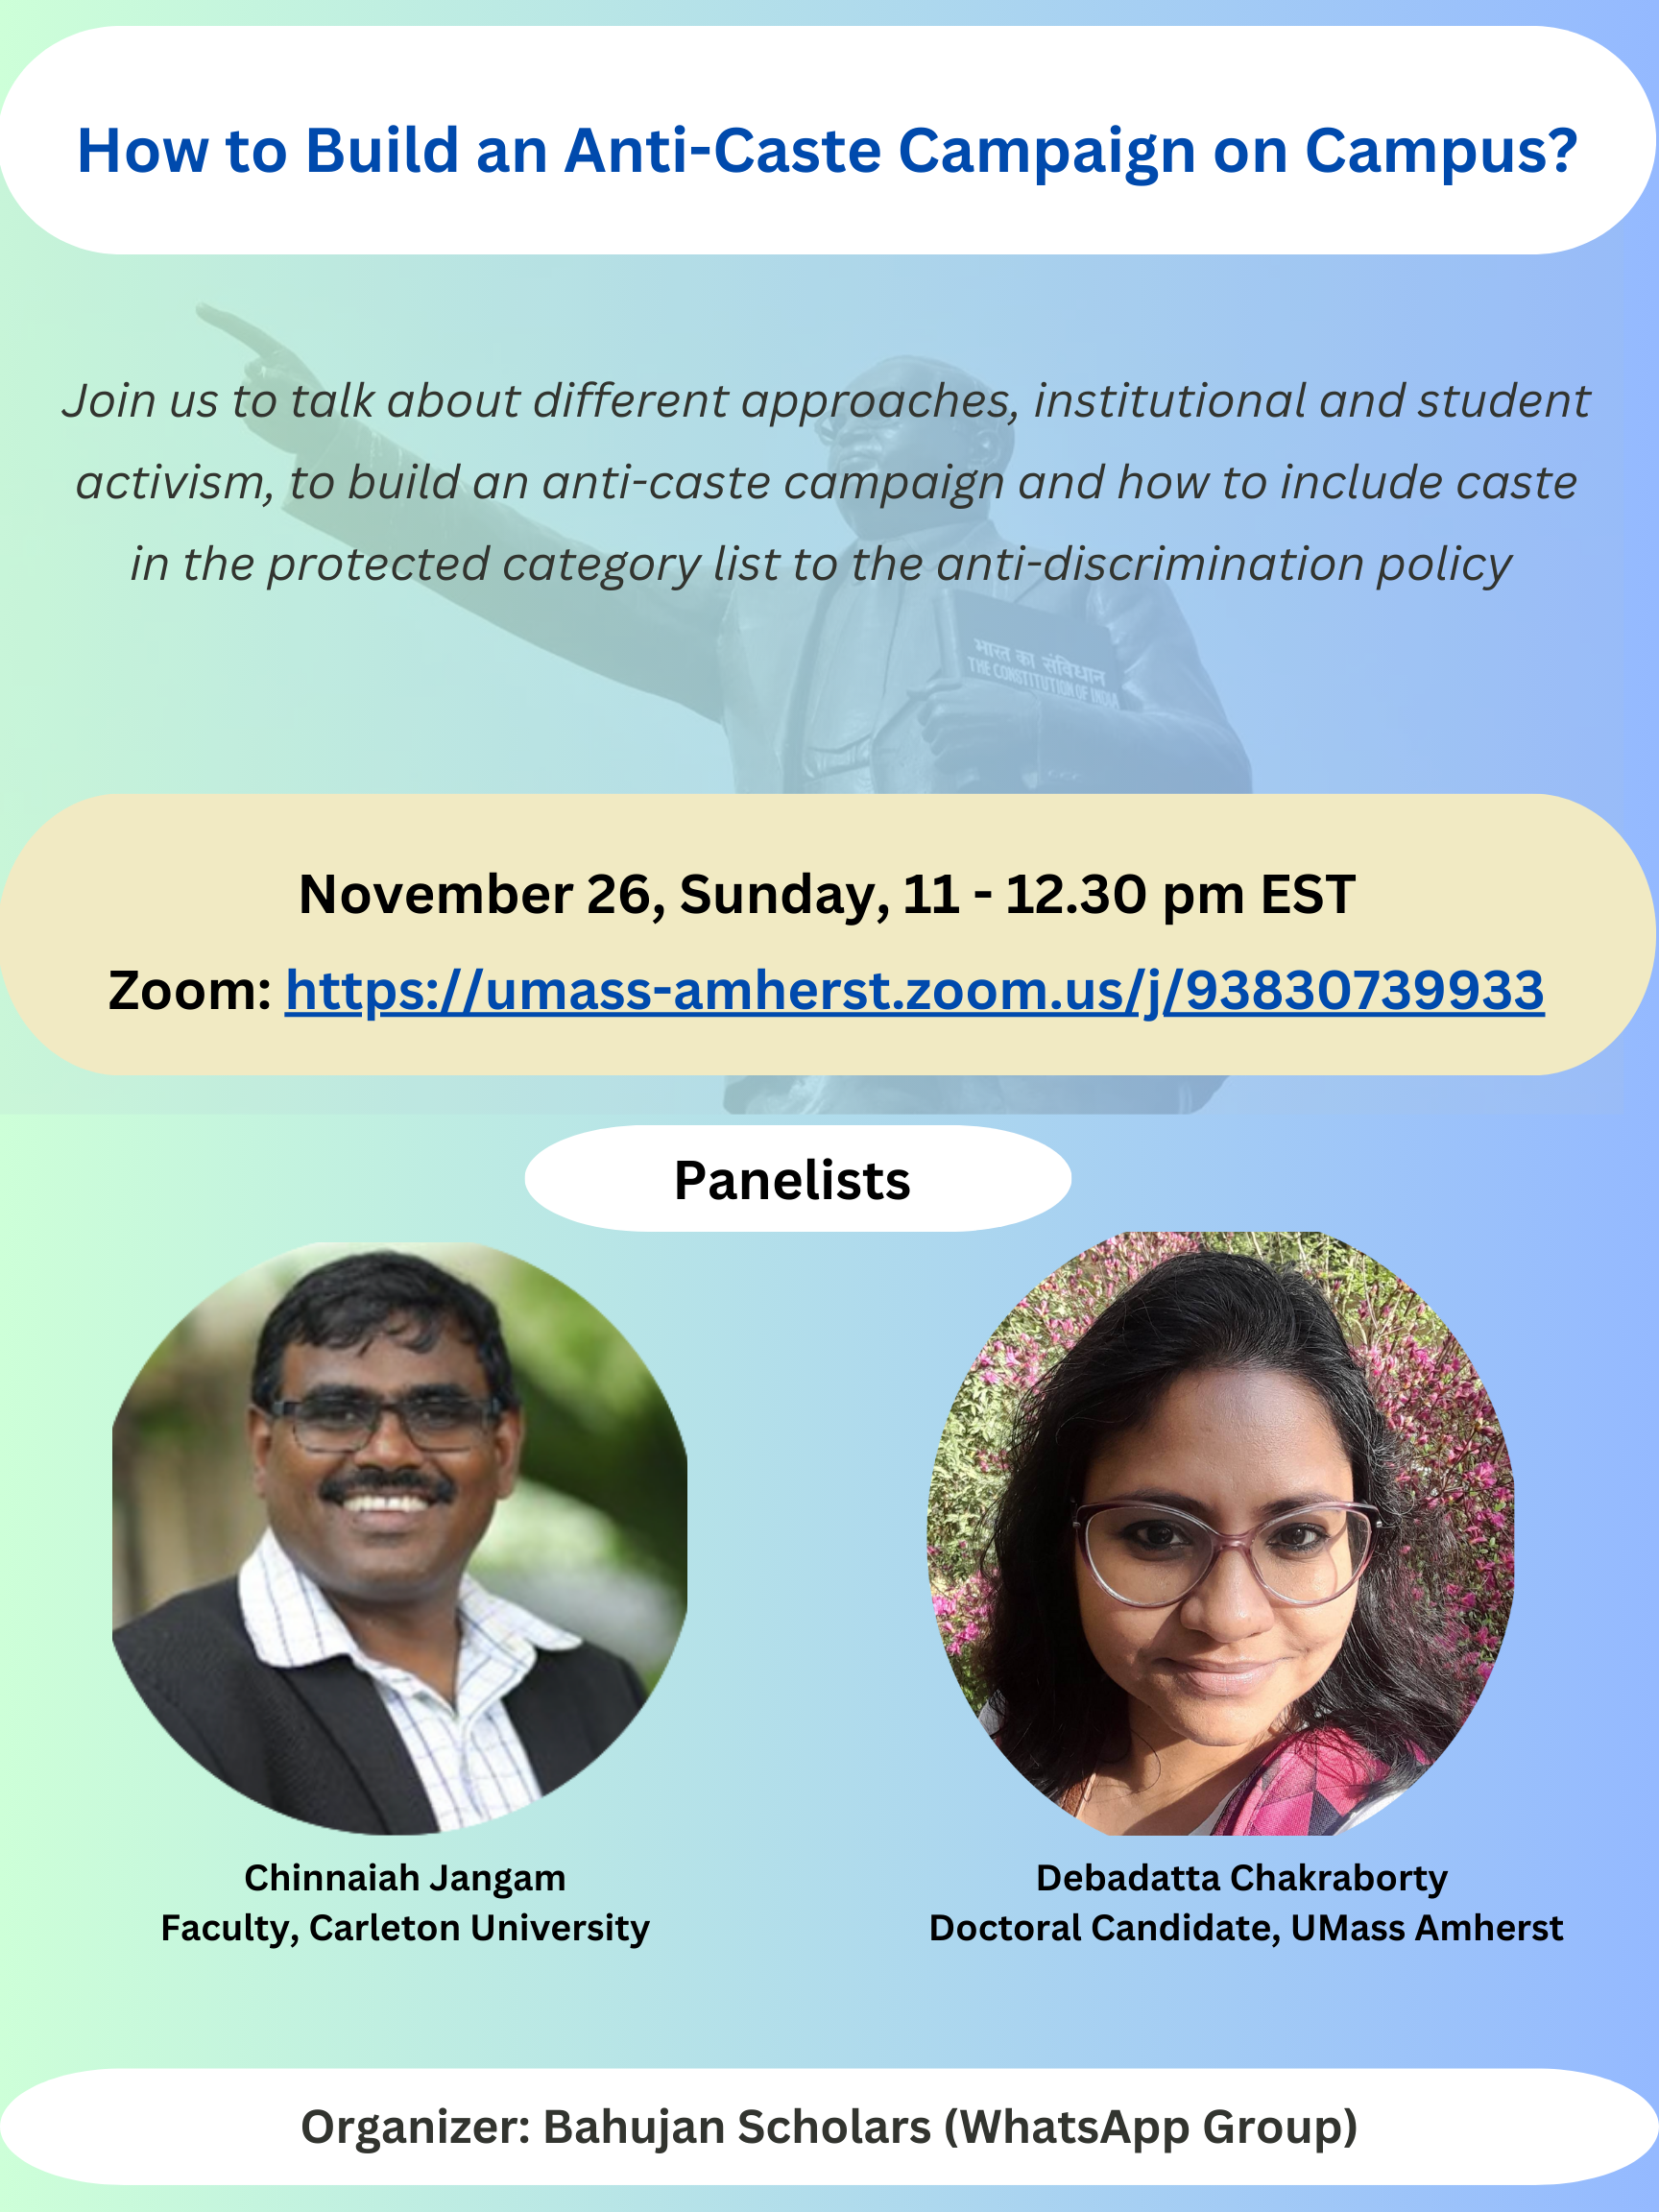 How to Build an Anti-Caste Campaign on Campus?
Join us to talk about different approaches, institutional and student
activism, to build an anti-caste campaign and how to include caste
in the protected category list to the anti-discrimination policy
भारत का संविधान
THE CONSTITUTION OF INDIA
November 26, Sunday, 11 - 12.30 pm EST
Zoom: https://umass-amherst.zoom.us/j/93830739933
Panelists
Chinnaiah Jangam
Faculty, Carleton University
Debadatta Chakraborty
Doctoral Candidate, UMass Amherst
Organizer: Bahujan Scholars (WhatsApp Group)